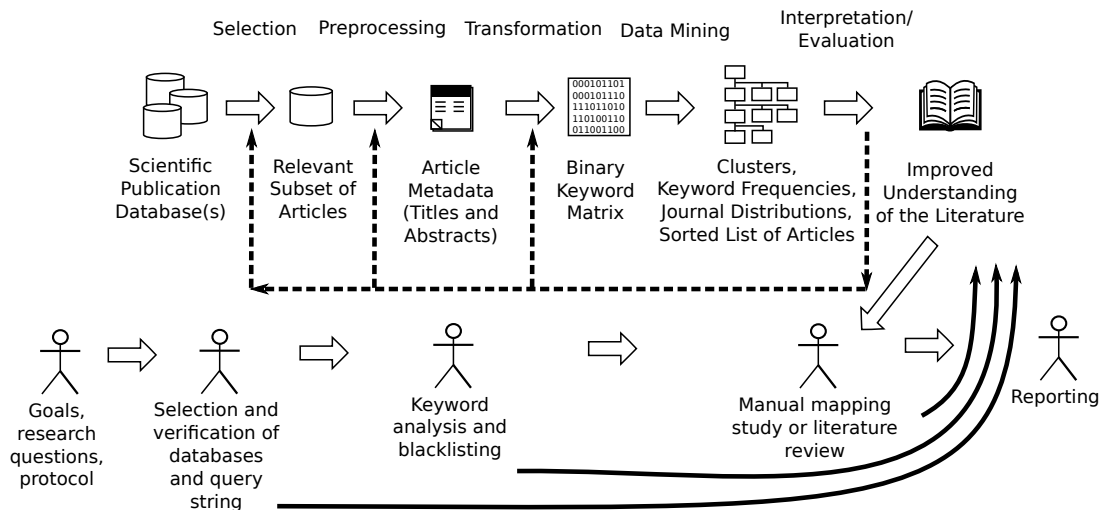 Selection
Preprocessing
Transformation
Data Mining
Interpretation/
Evaluation
000101101
000101110
111011010
110100110
011001100
Scientific
Publication
Database(s)
Relevant
Subset of
Articles
Article
Metadata
(Titles and
Abstracts)
Binary
Keyword
Matrix
Clusters,
Keyword Frequencies,
Journal Distributions,
Sorted List of Articles
Improved
Understanding
of the Literature
Goals,
research
questions,
protocol
Selection and
verification of
databases
and query
string
Keyword
analysis and
blacklisting
Manual mapping
study or literature
review
Reporting